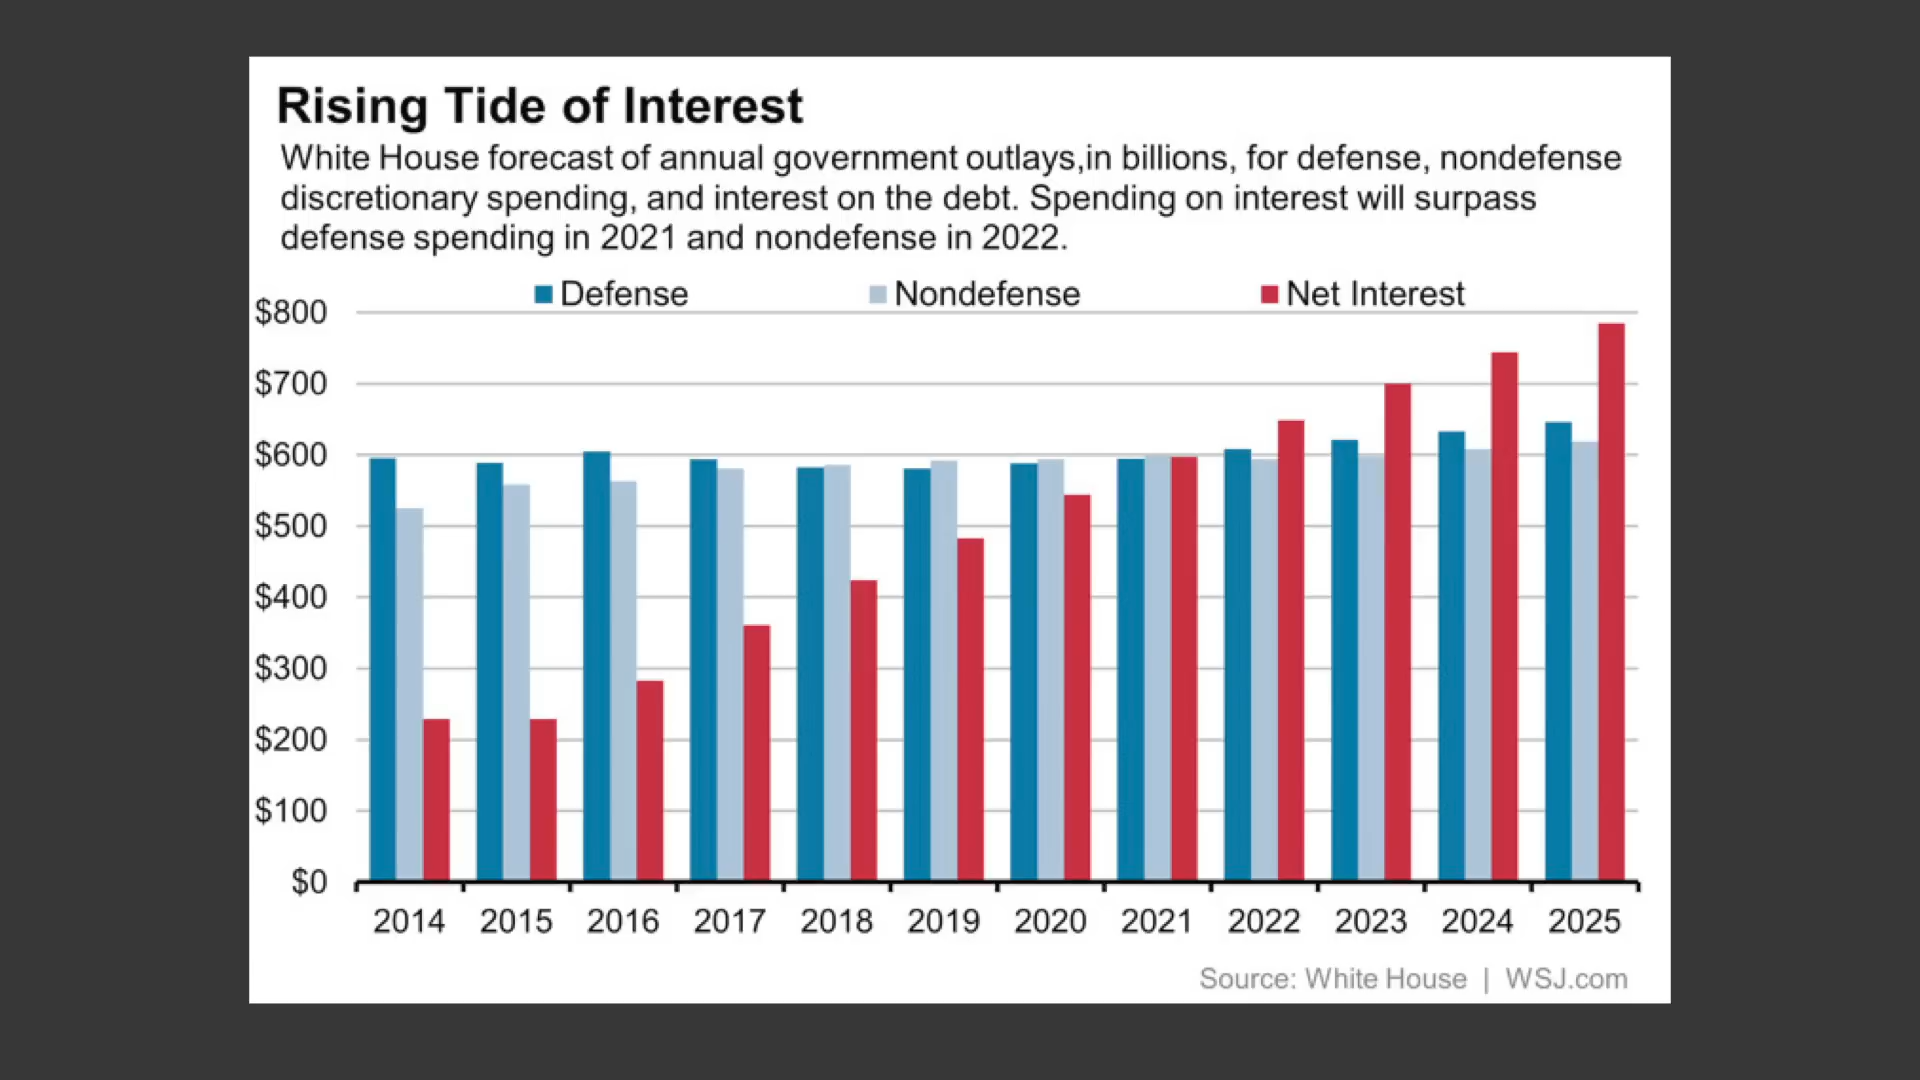 Rising Tide of Interest
White House forecast of annual government outlays,in billions, for defense, nondefense
discretionary spending, and interest on the debt. Spending on interest will surpass
defense spending in 2021 and nondefense in 2022.
Defense Nondefense Net Interest
$800
$700
$600
$500
$400
$300
$200
$100
$0
2014 2015 2016 2017 2018 2019 2020 2021 2022 2023 2024 2025
Source: White House | WSJ.com